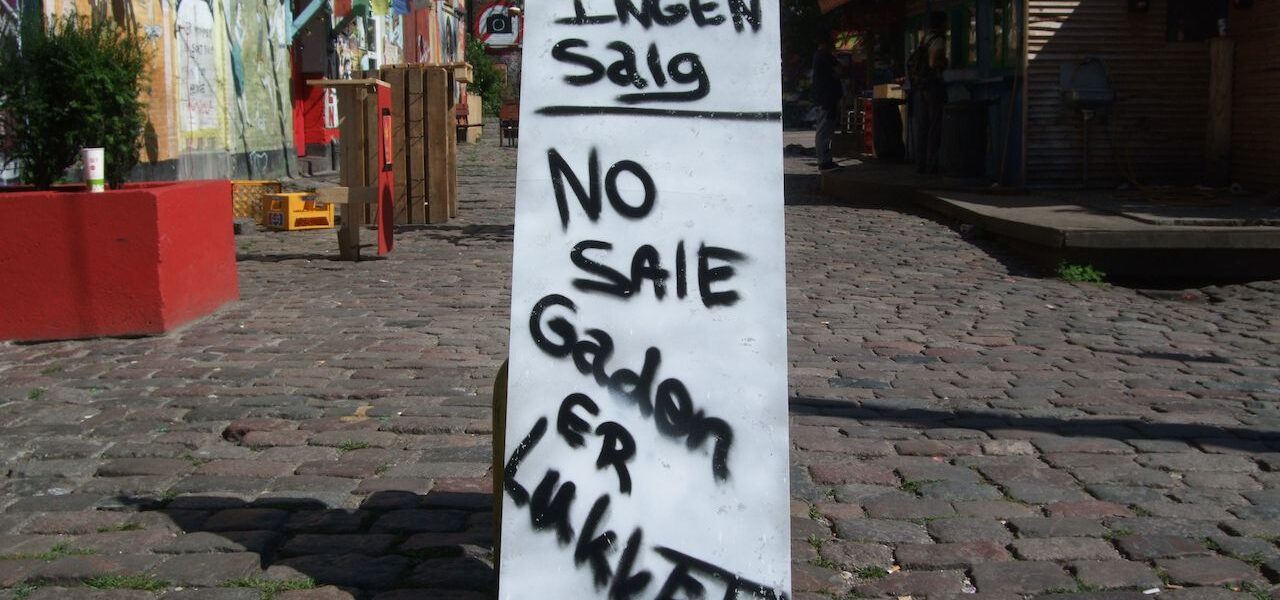 INGEN
Salg
NO
SAlE
Gaden
ER
LukkET